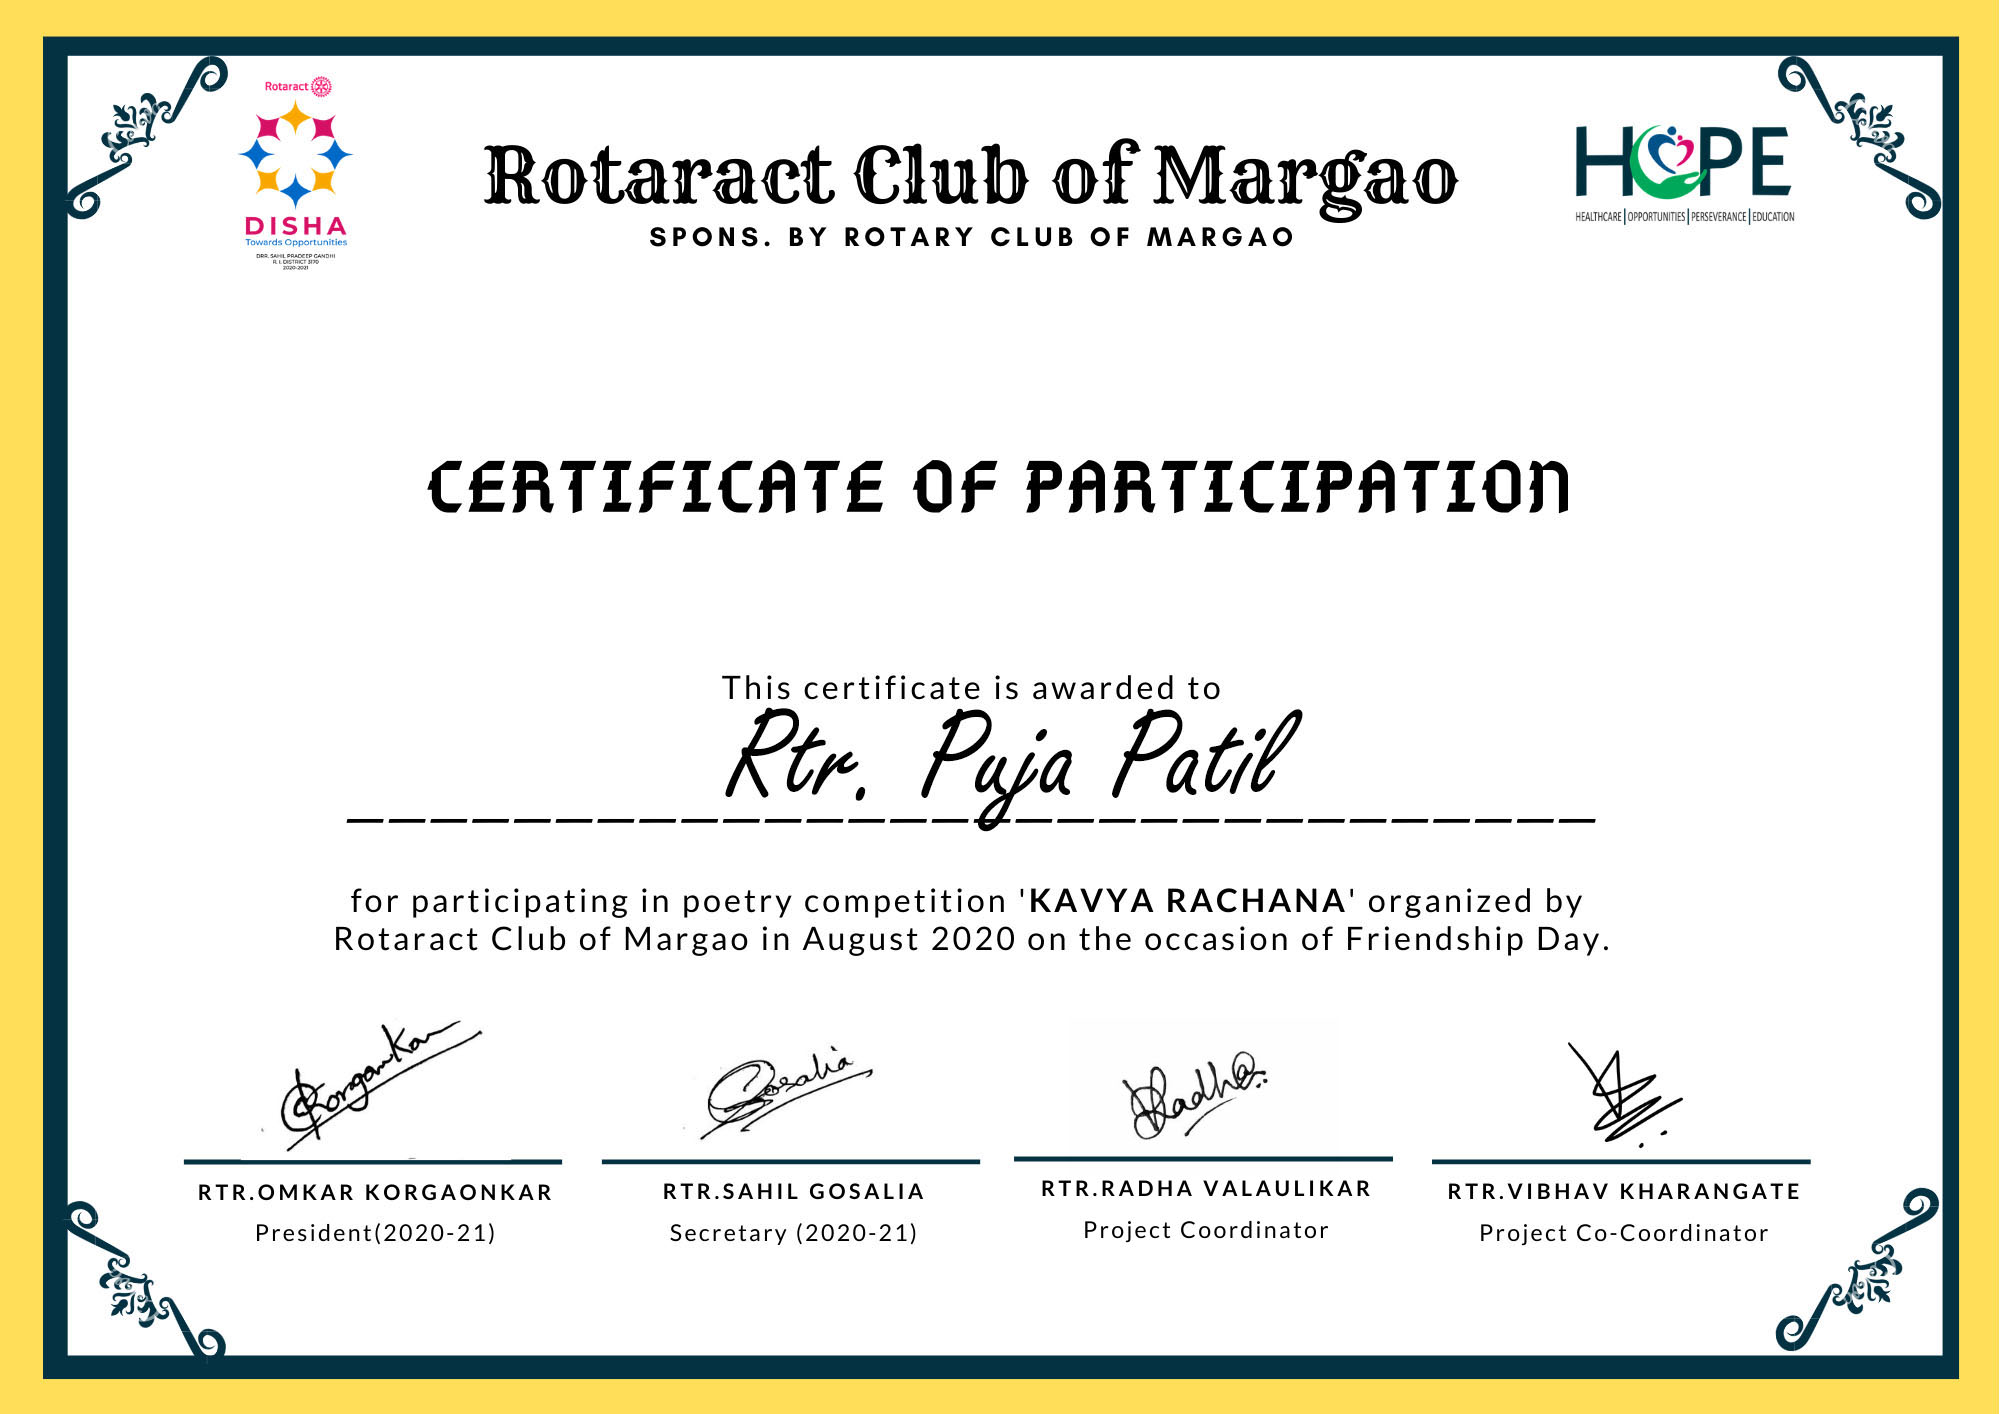 Rotaract
DISHA
Towards Opportunities
DRR. SAHIL PRADEEP GANDHI
R. I. DISTRICT 3170
2020-2021
Rotaract Club of Margao
SPONS. BY ROTARY CLUB OF MARGAO
HOPE
HEALTHCARE|OPPORTUNITIES|PERSEVERANCE|EDUCATION
CERTIFICATE OF PARTICIPATION
This certificate is awarded to
Rtr. Puja Patil
for participating in poetry competition 'KAVYA RACHANA' organized by
Rotaract Club of Margao in August 2020 on the occasion of Friendship Day.
Korgaonkar
Gosalia
Radha
RTR.OMKAR KORGAONKAR
President(2020-21)
RTR.SAHIL GOSALIA
Secretary (2020-21)
RTR.RADHA VALAULIKAR
Project Coordinator
RTR.VIBHAV KHARANGATE
Project Co-Coordinator